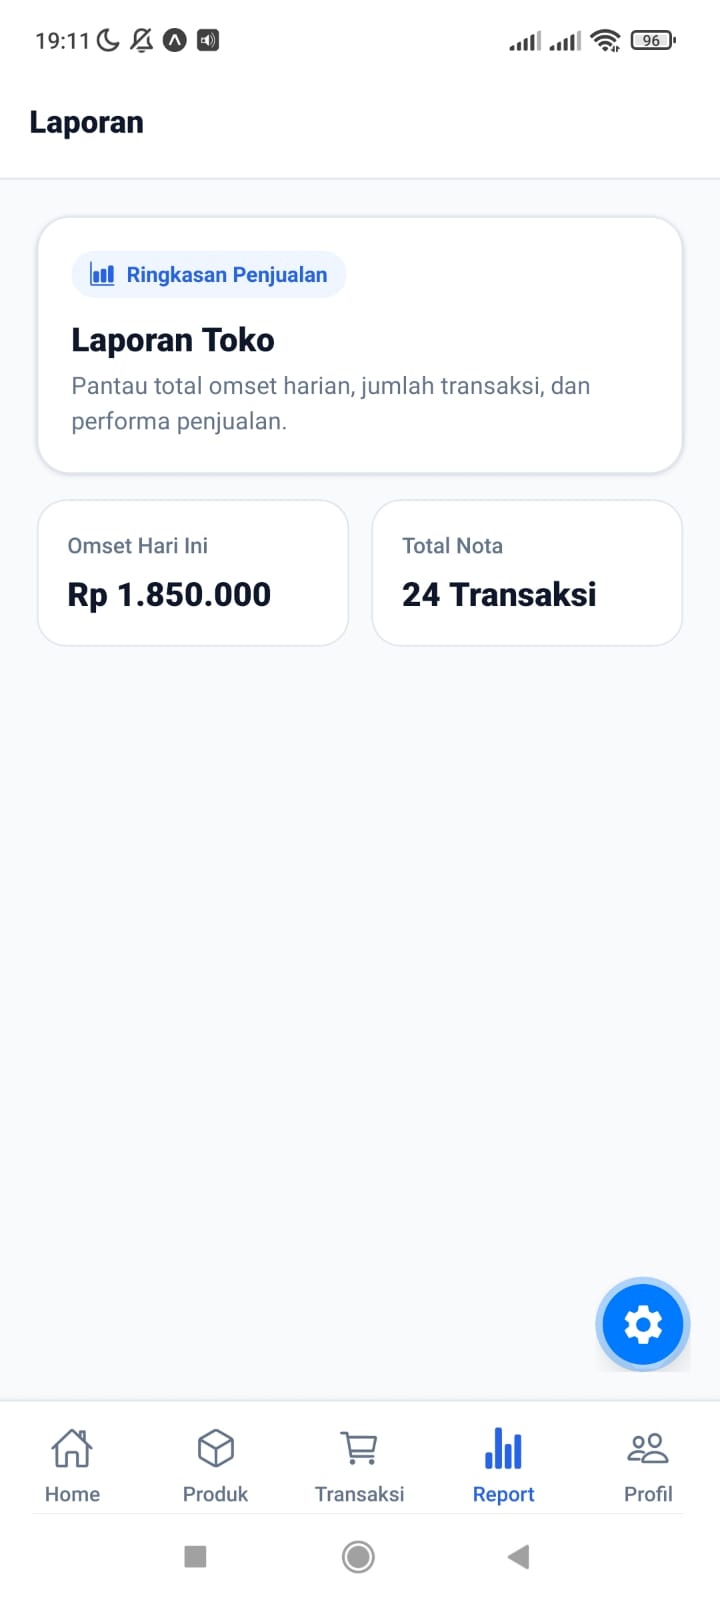 19:11
96
Laporan
Ringkasan Penjualan
Laporan Toko
Pantau total omset harian, jumlah transaksi, dan
performa penjualan.
Omset Hari Ini
Rp 1.850.000
Total Nota
24 Transaksi
Home
Produk
Transaksi
Report
Profil